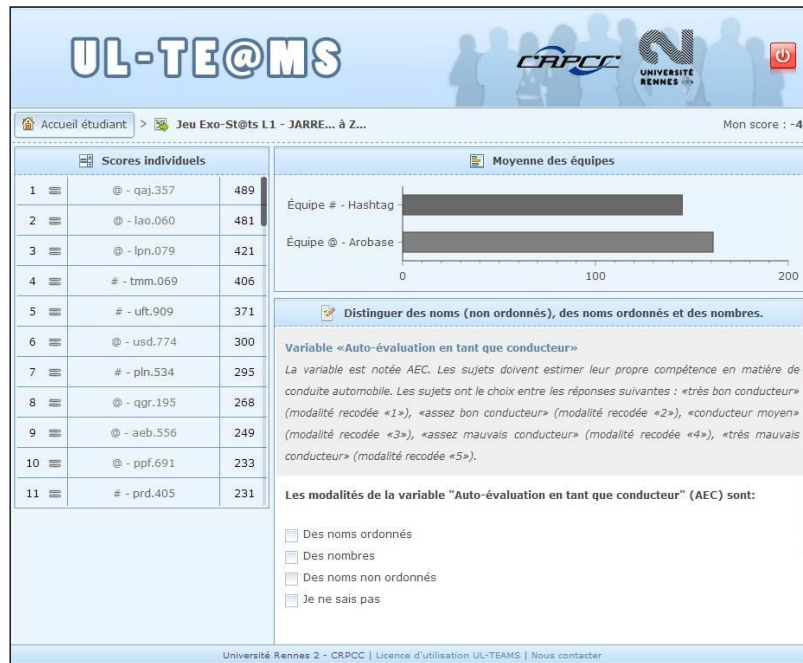 UL-TE@MS
CRPCC
UNIVERSITÉ
RENNES
Accueil étudiant > Jeu Exo-St@ts L1 - JARRE... à Z...
Mon score : -4
Scores individuels
1 @ - qaj.357 489
2 @ - lao.060 481
3 @ - lpn.079 421
4 # - tmm.069 406
5 # - uft.909 371
6 @ - usd.774 300
7 # - pln.534 295
8 @ - qgr.195 268
9 @ - aeb.556 249
10 @ - ppf.691 233
11 # - prd.405 231
Moyenne des équipes
Équipe # - Hashtag
Équipe @ - Arobase
0 100 200
Distinguer des noms (non ordonnés), des noms ordonnés et des nombres.
Variable «Auto-évaluation en tant que conducteur»
La variable est notée AEC. Les sujets doivent estimer leur propre compétence en matière de
conduite automobile. Les sujets ont le choix entre les réponses suivantes : «très bon conducteur»
(modalité recodée «1»), «assez bon conducteur» (modalité recodée «2»), «conducteur moyen»
(modalité recodée «3»), «assez mauvais conducteur» (modalité recodée «4»), «très mauvais
conducteur» (modalité recodée «5»).
Les modalités de la variable "Auto-évaluation en tant que conducteur" (AEC) sont:
Des noms ordonnés
Des nombres
Des noms non ordonnés
Je ne sais pas
Université Rennes 2 - CRPCC | Licence d'utilisation UL-TEAMS | Nous contacter